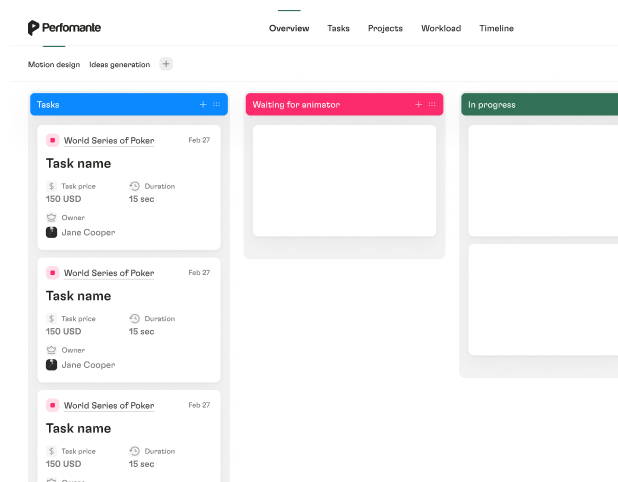 Perfomante
Overview Tasks Projects Workload Timeline
Motion design Ideas generation +
Tasks
World Series of Poker Feb 27
Task name
$ Task price Duration
150 USD 15 sec
Owner
Jane Cooper
World Series of Poker Feb 27
Task name
$ Task price Duration
150 USD 15 sec
Owner
Jane Cooper
World Series of Poker Feb 27
Task name
$ Task price Duration
150 USD 15 sec
Owner
Waiting for animator
In progress